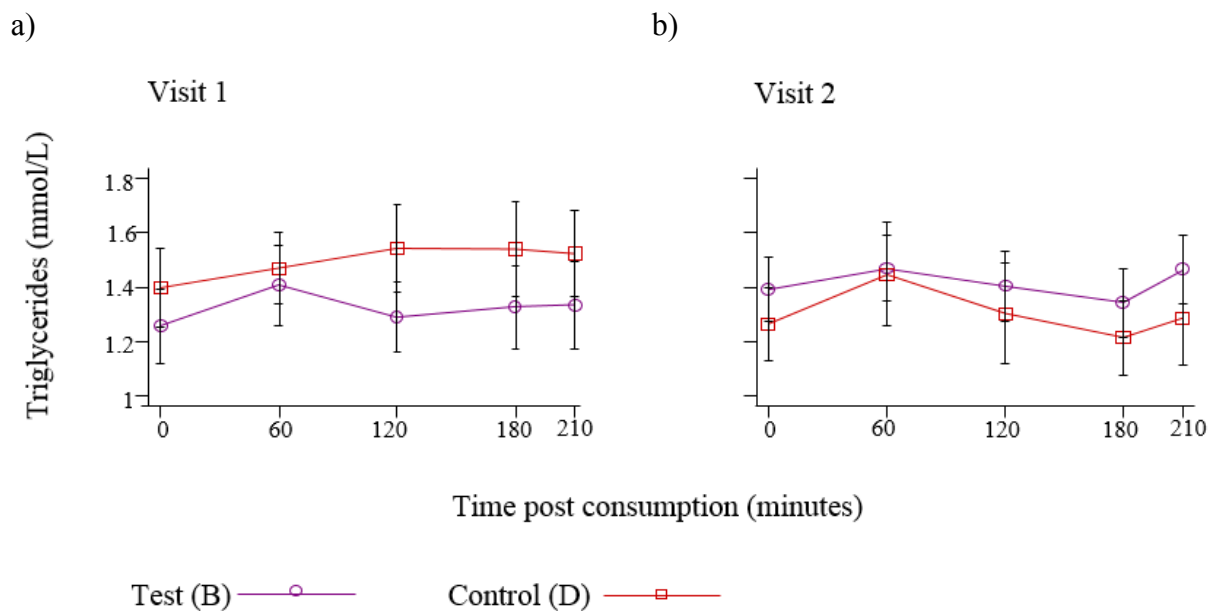 a)
b)
Visit 1
Visit 2
Triglycerides (mmol/L)
1.8
1.6
1.4
1.2
1
0 60 120 180 210
0 60 120 180 210
Time post consumption (minutes)
Test (B)
Control (D)